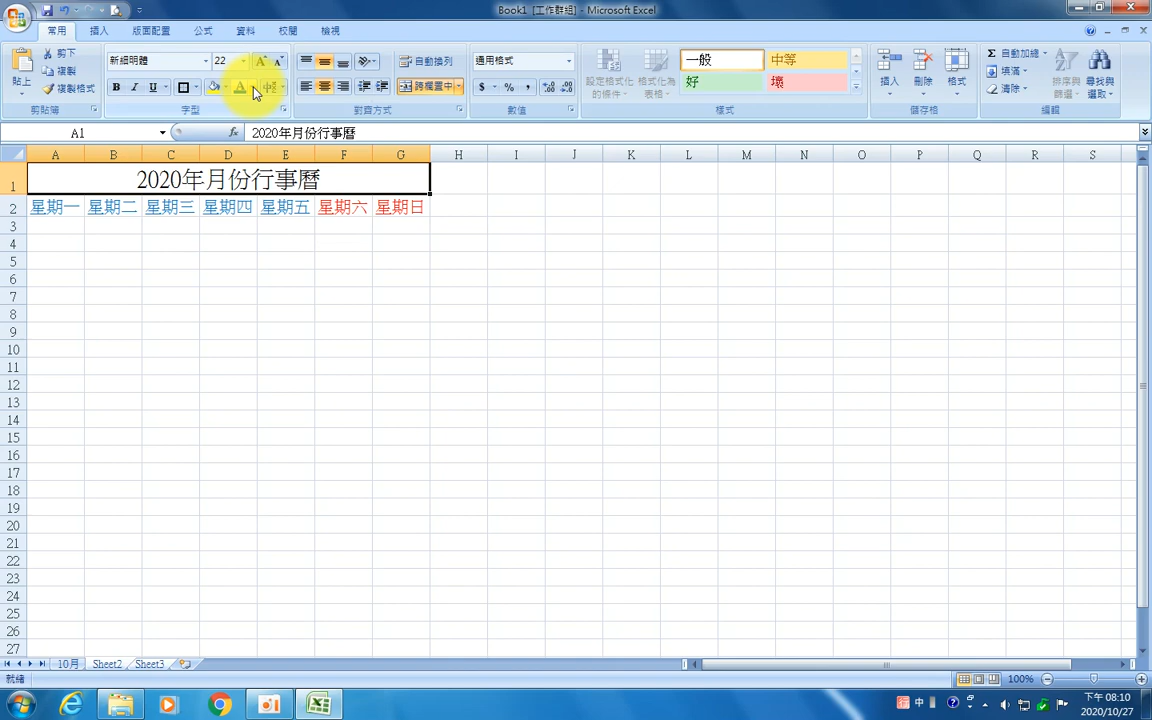 Book1 [工作群組] - Microsoft Excel
常用 插入 版面配置 公式 資料 校閱 檢視
貼上 剪下 複製 複製格式 剪貼簿
新細明體 22 字型
自動換列 跨欄置中 對齊方式
通用格式 數值
設定格式化的條件 格式化為表格 一般 中等 好 壞 樣式
插入 刪除 格式 儲存格
自動加總 填滿 清除 排序與篩選 尋找與選取 編輯
A1 fx 2020年月份行事曆
A B C D E F G H I J K L M N O P Q R S
1 2020年月份行事曆
2 星期一 星期二 星期三 星期四 星期五 星期六 星期日
3
4
5
6
7
8
9
10
11
12
13
14
15
16
17
18
19
20
21
22
23
24
25
26
27
10月 Sheet2 Sheet3
就緒 100%
中 下午 08:10
2020/10/27